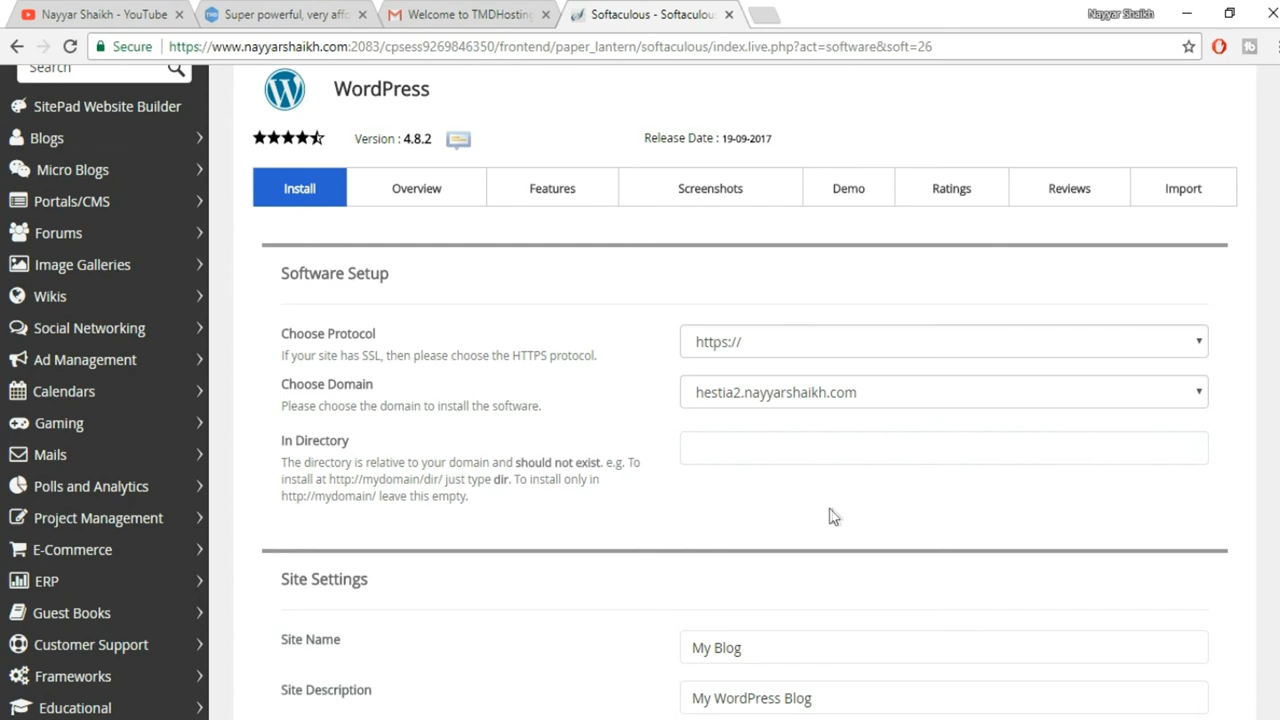 Nayyar Shaikh - YouTube
Super powerful, very affo
Welcome to TMDHosting
Softaculous - Softaculou
Nayyar Shaikh
Secure
https://www.nayyarshaikh.com:2083/cpsess9269846350/frontend/paper_lantern/softaculous/index.live.php?act=software&soft=26
Search
SitePad Website Builder
Blogs
Micro Blogs
Portals/CMS
Forums
Image Galleries
Wikis
Social Networking
Ad Management
Calendars
Gaming
Mails
Polls and Analytics
Project Management
E-Commerce
ERP
Guest Books
Customer Support
Frameworks
Educational
WordPress
Version : 4.8.2
Release Date : 19-09-2017
Install
Overview
Features
Screenshots
Demo
Ratings
Reviews
Import
Software Setup
Choose Protocol
If your site has SSL, then please choose the HTTPS protocol.
https://
Choose Domain
Please choose the domain to install the software.
hestia2.nayyarshaikh.com
In Directory
The directory is relative to your domain and should not exist. e.g. To
install at http://mydomain/dir/ just type dir. To install only in
http://mydomain/ leave this empty.
Site Settings
Site Name
My Blog
Site Description
My WordPress Blog